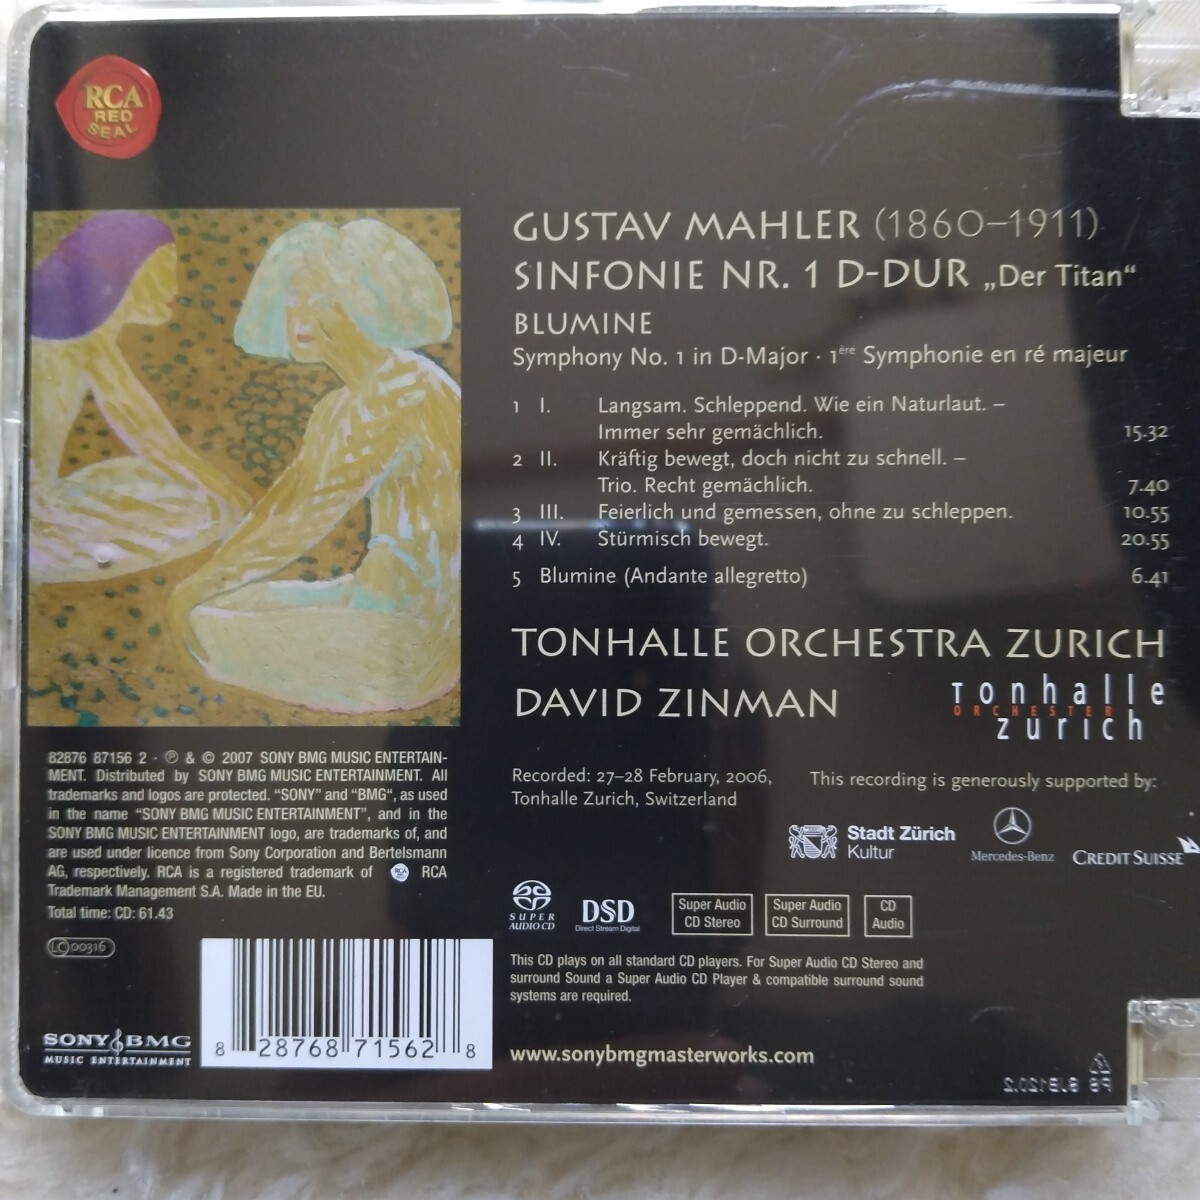 RCA
RED
SEAL
GUSTAV MAHLER (1860–1911)
SINFONIE NR. 1 D-DUR „Der Titan“
BLUMINE
Symphony No. 1 in D-Major · 1ère Symphonie en ré majeur
1 I. Langsam. Schleppend. Wie ein Naturlaut. –
Immer sehr gemächlich. 15.32
2 II. Kräftig bewegt, doch nicht zu schnell. –
Trio. Recht gemächlich. 7.40
3 III. Feierlich und gemessen, ohne zu schleppen. 10.55
4 IV. Stürmisch bewegt. 20.55
5 Blumine (Andante allegretto) 6.41
TONHALLE ORCHESTRA ZURICH
DAVID ZINMAN
Tonhalle
ORCHESTER
zürich
82876 87156 2 · ℗ & © 2007 SONY BMG MUSIC ENTERTAIN-
MENT. Distributed by SONY BMG MUSIC ENTERTAINMENT. All
trademarks and logos are protected. “SONY” and “BMG“, as used
in the name “SONY BMG MUSIC ENTERTAINMENT”, and in the
SONY BMG MUSIC ENTERTAINMENT logo, are trademarks of, and
are used under licence from Sony Corporation and Bertelsmann
AG, respectively. RCA is a registered trademark of RCA RCA
Trademark Management S.A. Made in the EU.
Total time: CD: 61.43
LC 00316
Recorded: 27–28 February, 2006,
Tonhalle Zurich, Switzerland
This recording is generously supported by:
Stadt Zürich
Kultur
Mercedes-Benz
CREDIT SUISSE
SUPER
AUDIO CD
DSD
Direct Stream Digital
Super Audio
CD Stereo
Super Audio
CD Surround
CD
Audio
This CD plays on all standard CD players. For Super Audio CD Stereo and
surround Sound a Super Audio CD Player & compatible surround sound
systems are required.
SONY BMG
MUSIC ENTERTAINMENT
8 28768 71562 8
www.sonybmgmasterworks.com